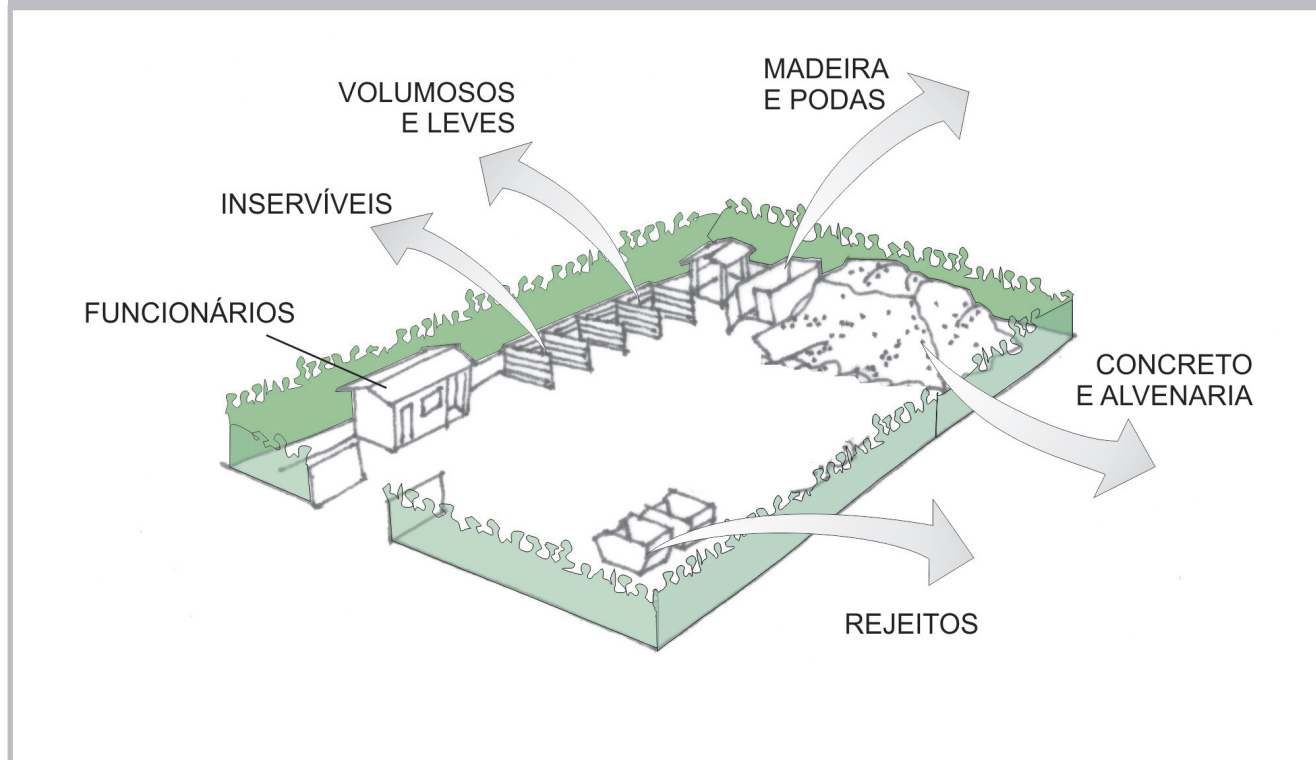 MADEIRA
E PODAS
VOLUMOSOS
E LEVES
INSERVÍVEIS
FUNCIONÁRIOS
CONCRETO
E ALVENARIA
REJEITOS